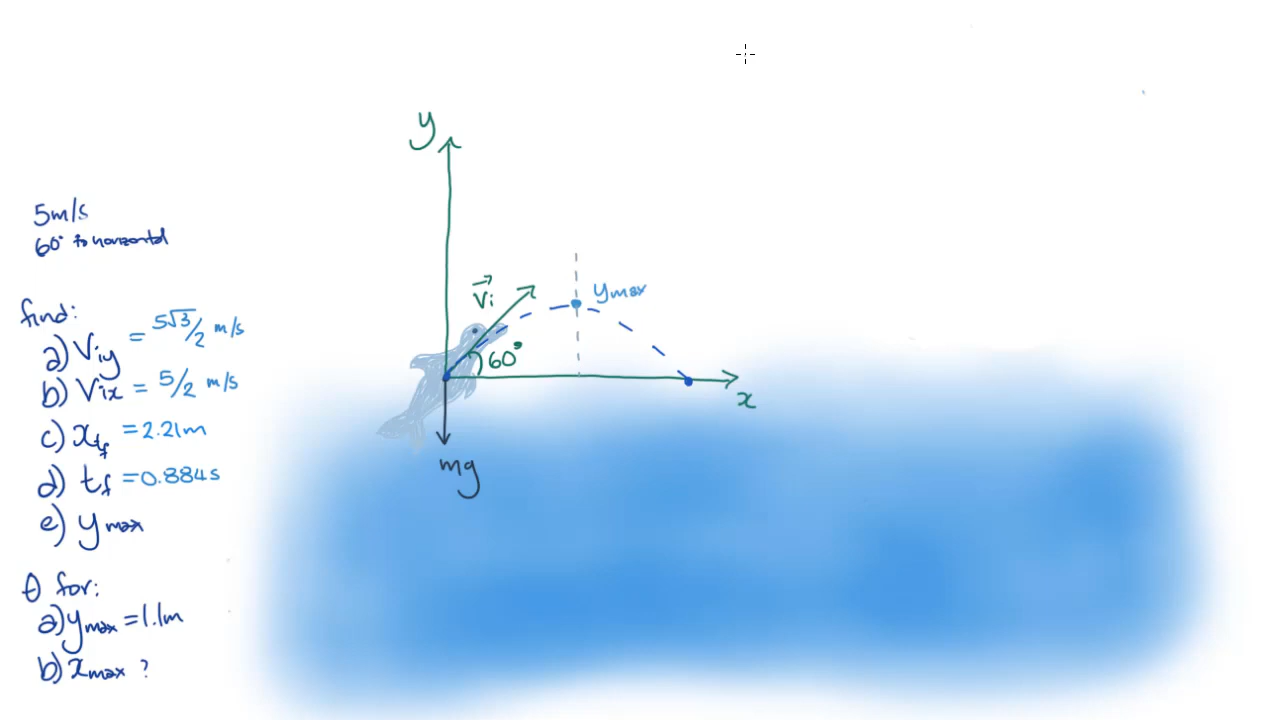 5m/s
60° to horizontal
find:
a) Viy = 5√3/2 m/s
b) Vix = 5/2 m/s
c) xtf = 2.21m
d) tf = 0.884s
e) ymax
θ for:
a) ymax = 1.1m
b) xmax ?
y
Vi
ymax
60°
x
mg